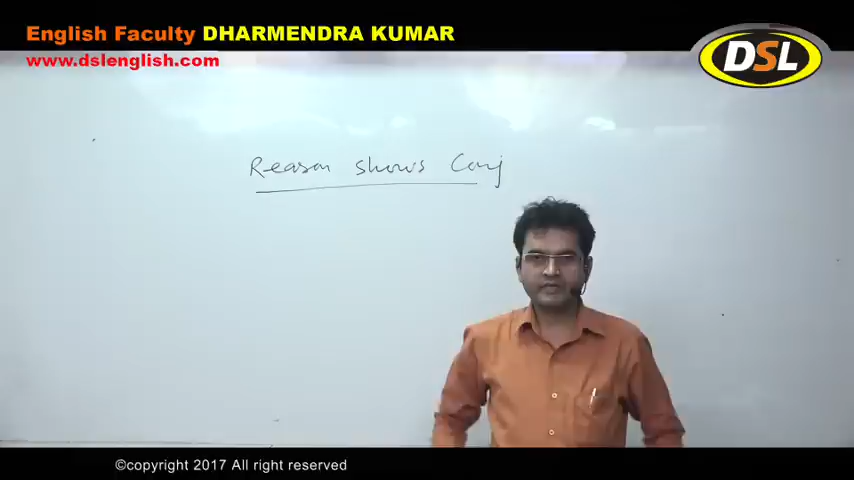 English Faculty DHARMENDRA KUMAR
www.dslenglish.com
DSL
Reason shows Conj
©copyright 2017 All right reserved